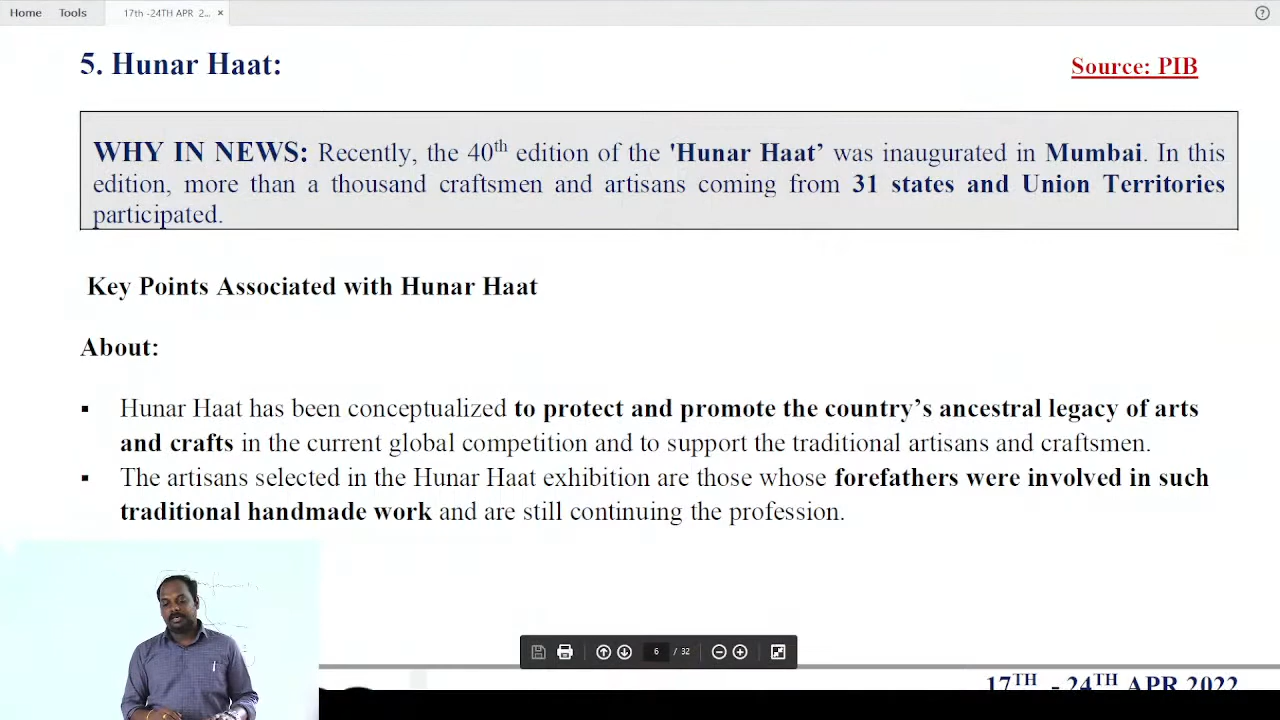 Home Tools 17th -24TH APR 2... ×
5. Hunar Haat: Source: PIB
WHY IN NEWS: Recently, the 40th edition of the 'Hunar Haat’ was inaugurated in Mumbai. In this
edition, more than a thousand craftsmen and artisans coming from 31 states and Union Territories
participated.
Key Points Associated with Hunar Haat
About:
▪ Hunar Haat has been conceptualized to protect and promote the country’s ancestral legacy of arts
and crafts in the current global competition and to support the traditional artisans and craftsmen.
▪ The artisans selected in the Hunar Haat exhibition are those whose forefathers were involved in such
traditional handmade work and are still continuing the profession.
6 / 32
17TH - 24TH APR 2022